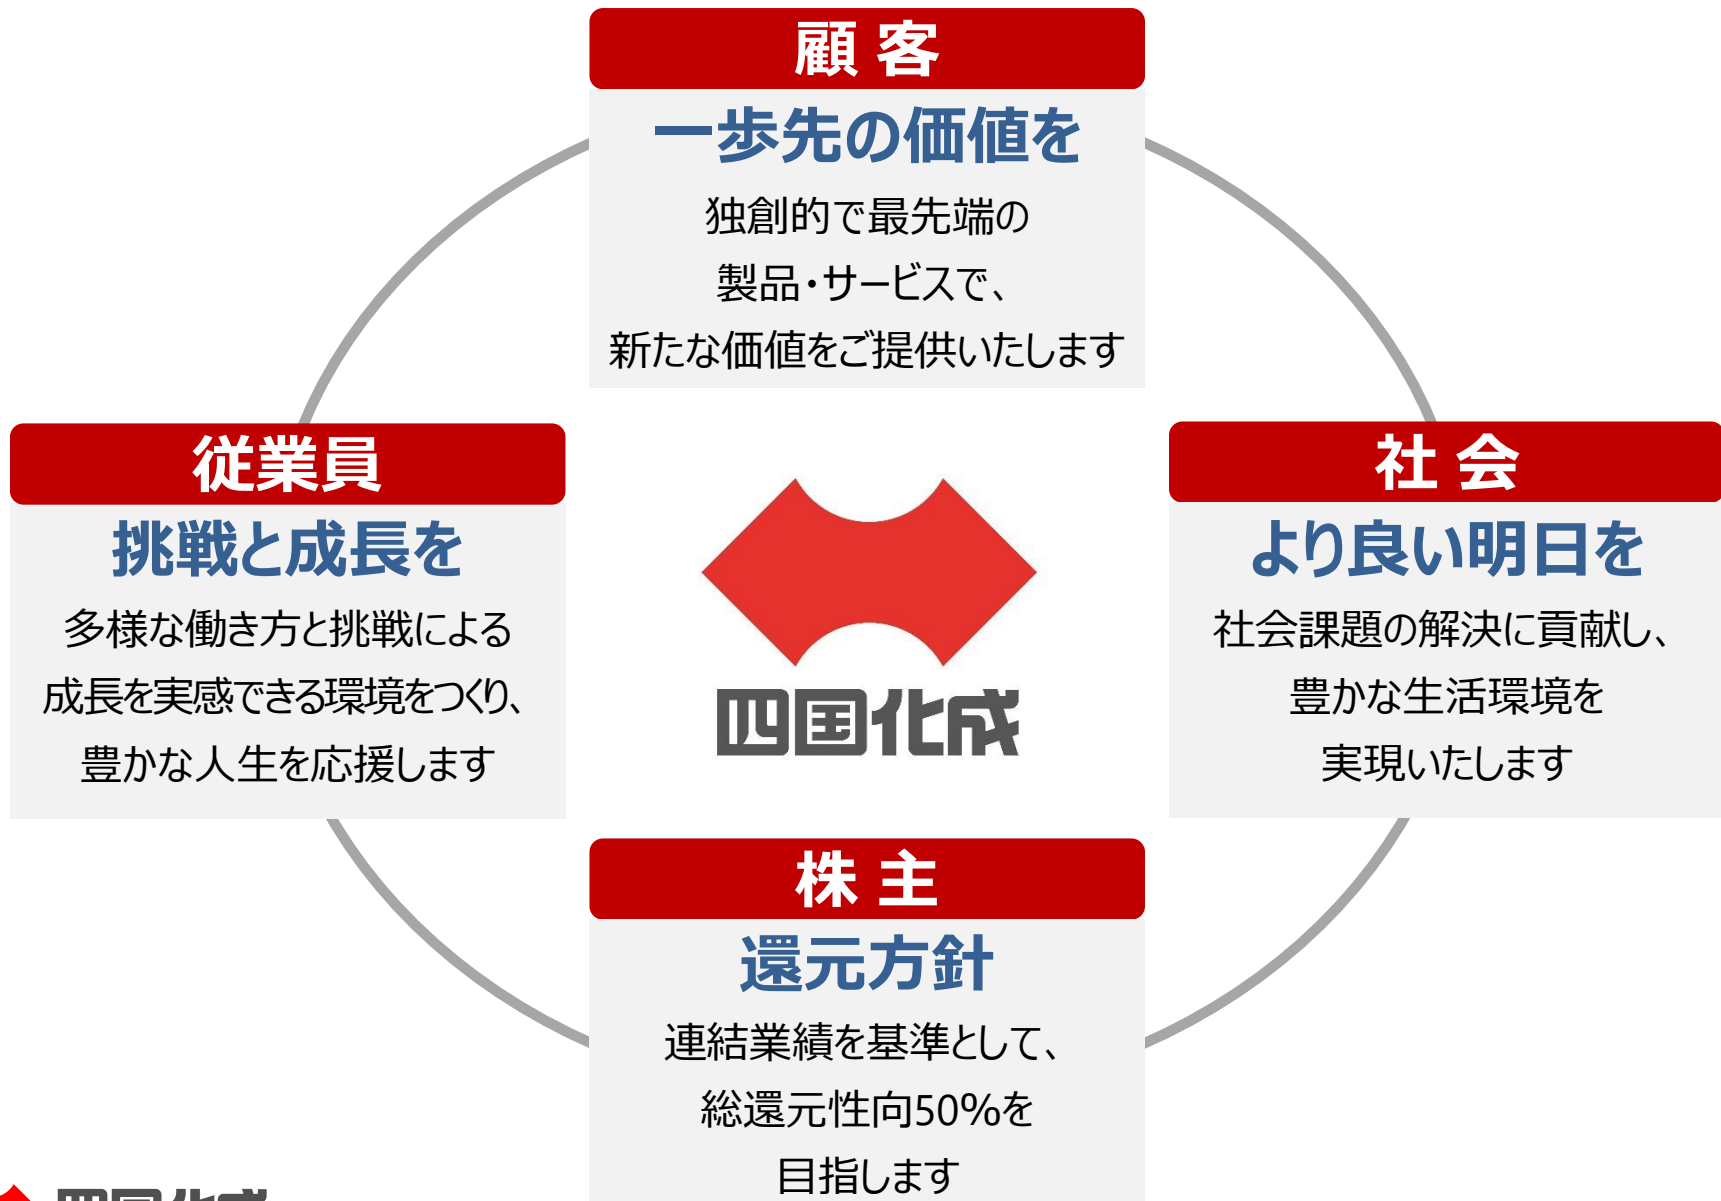 顧 客
一歩先の価値を
独創的で最先端の
製品・サービスで、
新たな価値をご提供いたします
従業員
挑戦と成長を
多様な働き方と挑戦による
成長を実感できる環境をつくり、
豊かな人生を応援します
四国化成
社 会
より良い明日を
社会課題の解決に貢献し、
豊かな生活環境を
実現いたします
株 主
還元方針
連結業績を基準として、
総還元性向50%を
目指します
四国化成